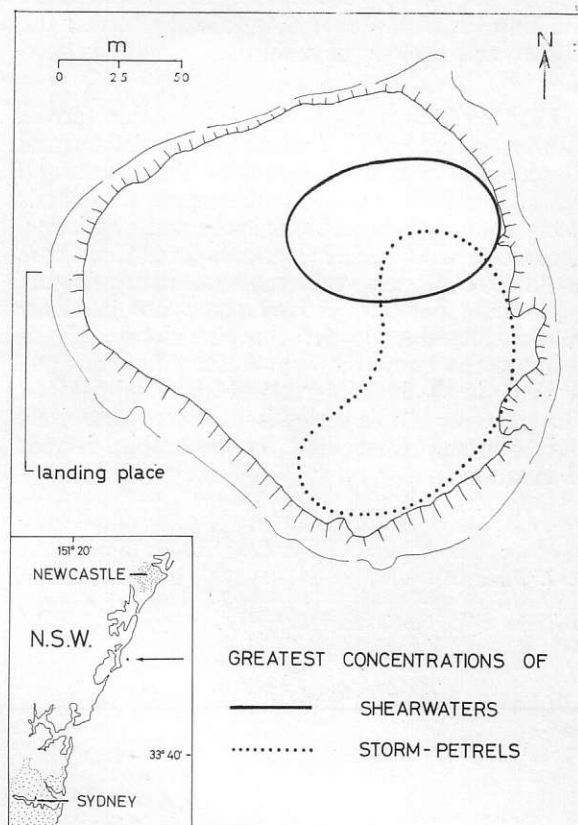 m
N
0 25 50
landing place
151° 20'
NEWCASTLE
N.S.W.
33° 40'
SYDNEY
GREATEST CONCENTRATIONS OF
SHEARWATERS
STORM-PETRELS